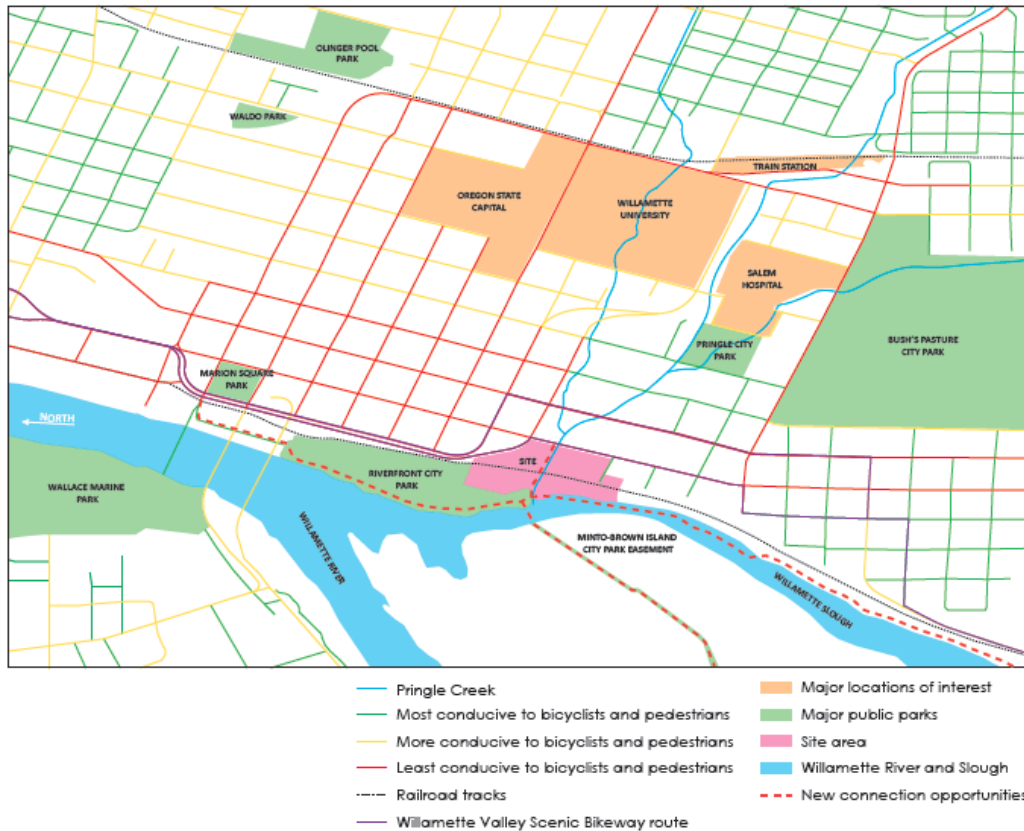 OLINGER POOL
PARK
WALDO PARK
TRAIN STATION
OREGON STATE
CAPITAL
WILLAMETTE
UNIVERSITY
SALEM
HOSPITAL
PRINGLE CITY
PARK
BUSH'S PASTURE
CITY PARK
MARION SQUARE
PARK
NORTH
SITE
RIVERFRONT CITY
PARK
WALLACE MARINE
PARK
WILLAMETTE RIVER
MINTO-BROWN ISLAND
CITY PARK EASEMENT
WILLAMETTE SLOUGH
Pringle Creek
Most conducive to bicyclists and pedestrians
More conducive to bicyclists and pedestrians
Least conducive to bicyclists and pedestrians
Railroad tracks
Willamette Valley Scenic Bikeway route
Major locations of interest
Major public parks
Site area
Willamette River and Slough
New connection opportunities